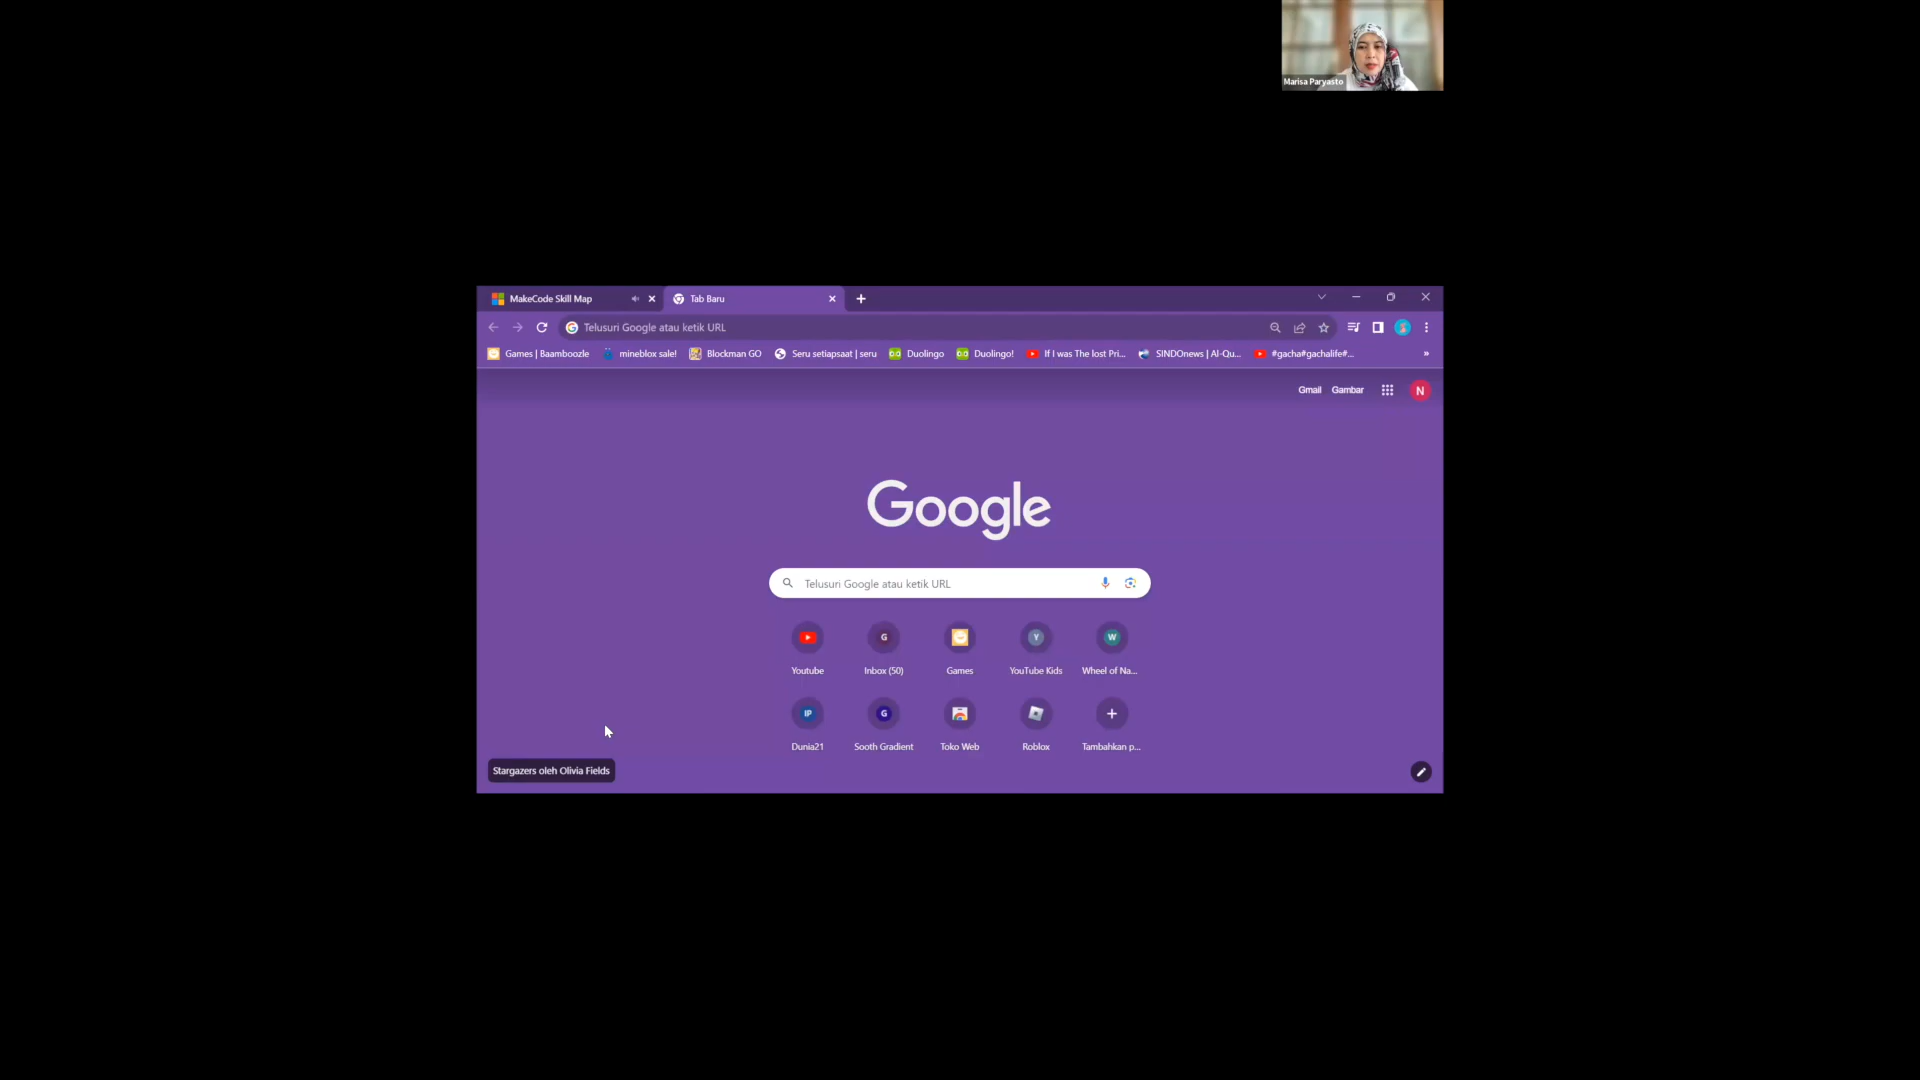 Marisa Paryasto
MakeCode Skill Map
Tab Baru
Telusuri Google atau ketik URL
Games | Baamboozle
mineblox sale!
Blockman GO
Seru setiapsaat | seru
Duolingo
Duolingo!
If I was The lost Pri...
SINDOnews | Al-Qu...
#gacha#gachalife#...
»
Gmail
Gambar
N
Google
Telusuri Google atau ketik URL
G
Y
W
Youtube
Inbox (50)
Games
YouTube Kids
Wheel of Na...
IP
G
Dunia21
Sooth Gradient
Toko Web
Roblox
Tambahkan p...
Stargazers oleh Olivia Fields